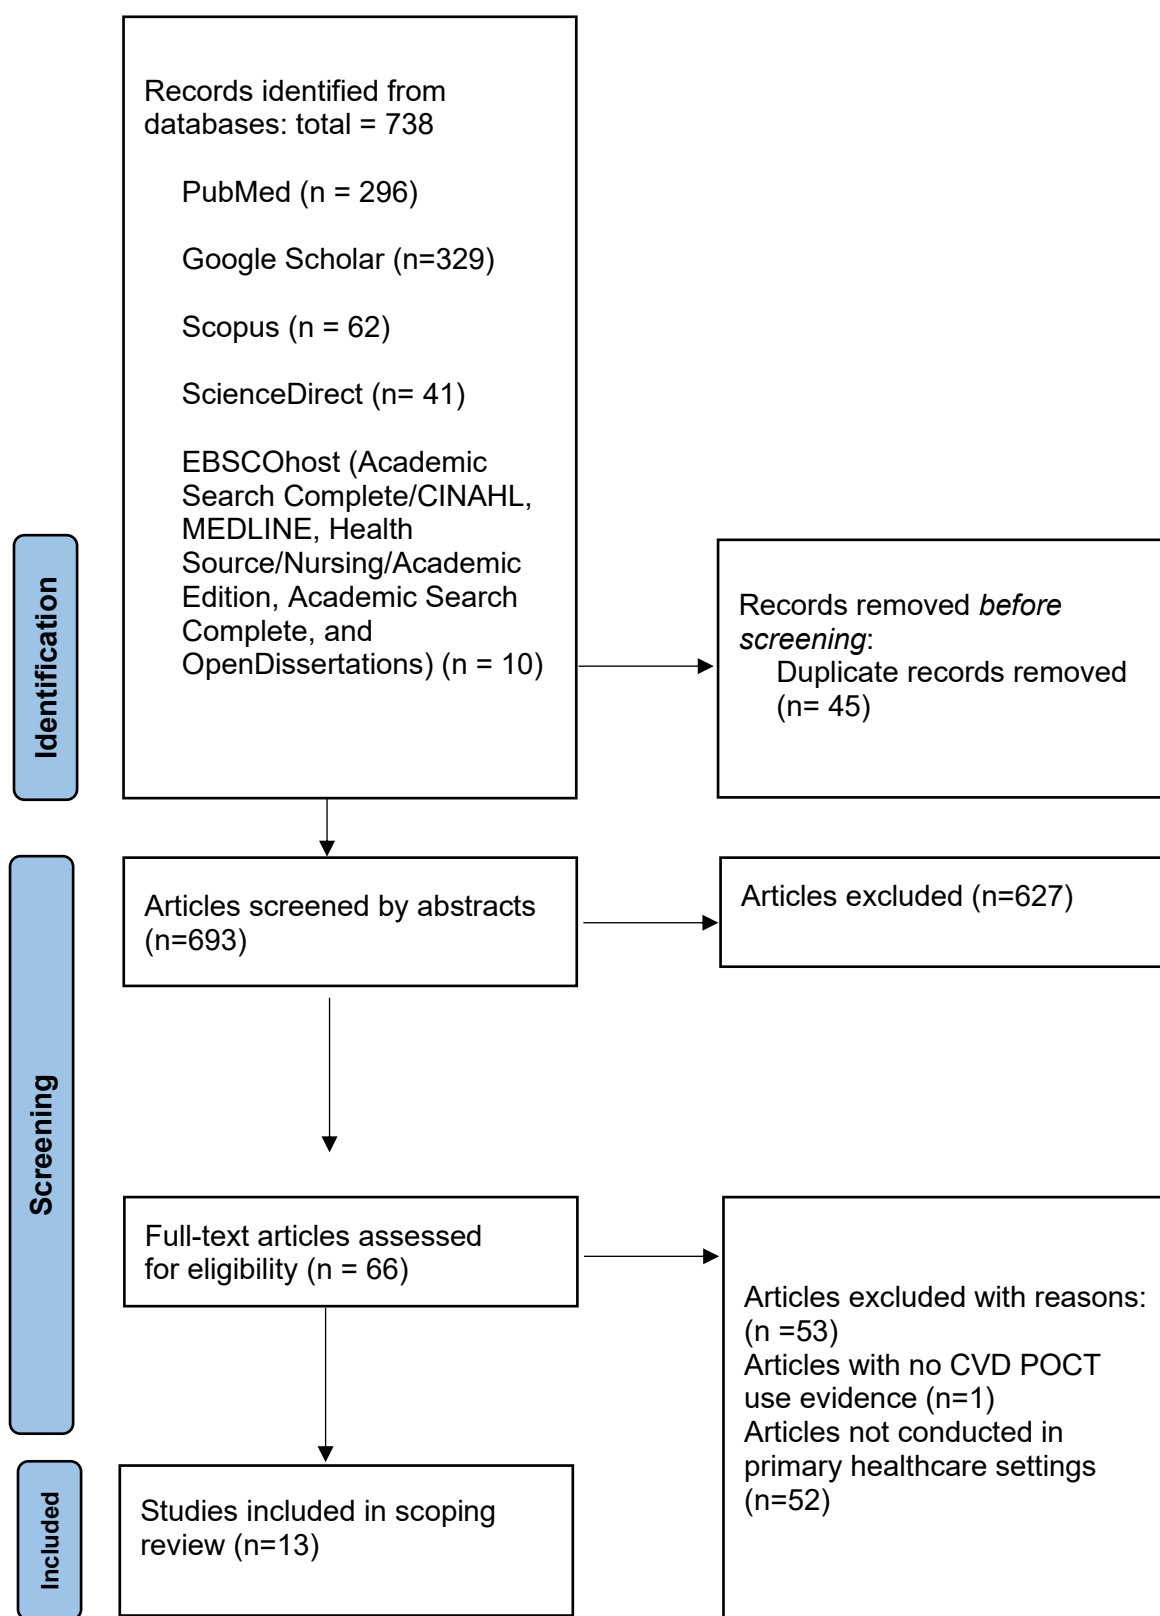 Records identified from
databases: total = 738
PubMed (n = 296)
Google Scholar (n=329)
Scopus (n = 62)
ScienceDirect (n= 41)
EBSCOhost (Academic
Search Complete/CINAHL,
MEDLINE, Health
Source/Nursing/Academic
Edition, Academic Search
Complete, and
OpenDissertations) (n = 10)
Identification
Records removed before
screening:
Duplicate records removed
(n= 45)
Screening
Articles screened by abstracts
(n=693)
Articles excluded (n=627)
Full-text articles assessed
for eligibility (n = 66)
Articles excluded with reasons:
(n =53)
Articles with no CVD POCT
use evidence (n=1)
Articles not conducted in
primary healthcare settings
(n=52)
Included
Studies included in scoping
review (n=13)